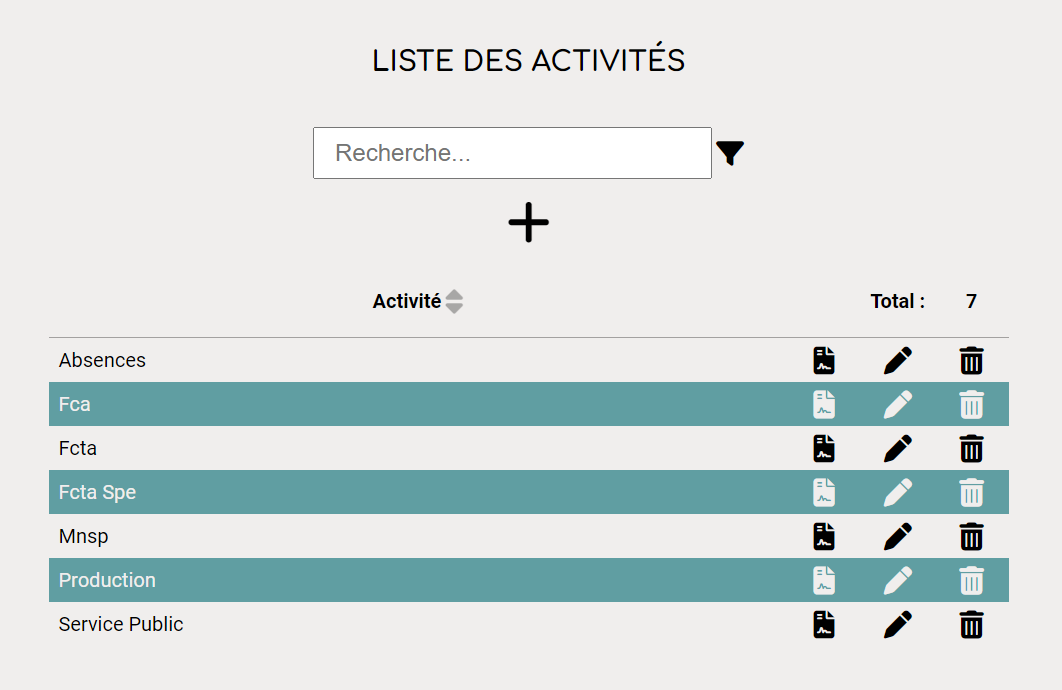 LISTE DES ACTIVITÉS
Recherche...
Activité Total : 7
Absences
Fca
Fcta
Fcta Spe
Mnsp
Production
Service Public